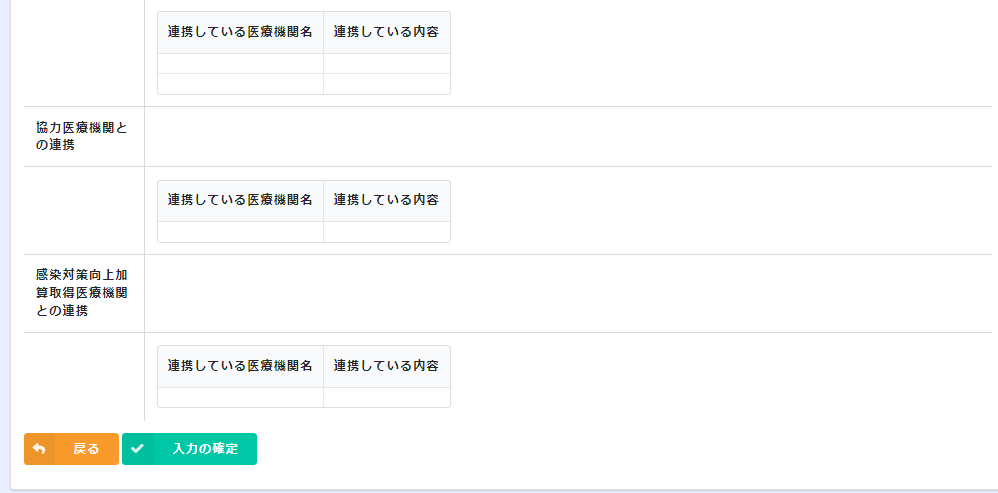 連携している医療機関名 連携している内容
協力医療機関と
の連携
連携している医療機関名 連携している内容
感染対策向上加
算取得医療機関
との連携
連携している医療機関名 連携している内容
戻る 入力の確定